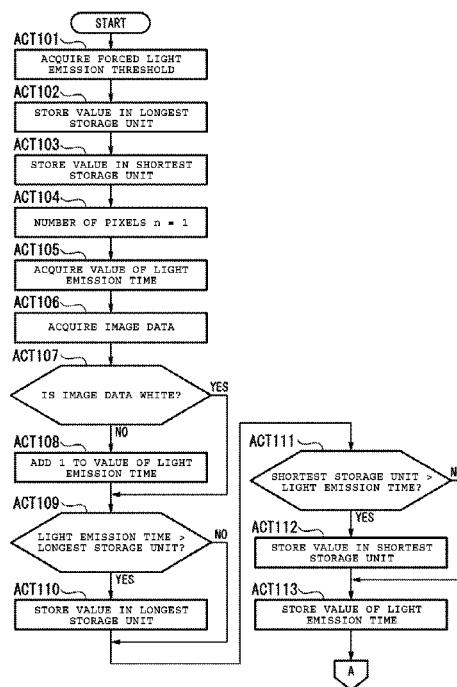 START
ACT101
ACQUIRE FORCED LIGHT
EMISSION THRESHOLD
ACT102
STORE VALUE IN LONGEST
STORAGE UNIT
ACT103
STORE VALUE IN SHORTEST
STORAGE UNIT
ACT104
NUMBER OF PIXELS n = 1
ACT105
ACQUIRE VALUE OF LIGHT
EMISSION TIME
ACT106
ACQUIRE IMAGE DATA
ACT107
IS IMAGE DATA WHITE?
YES
NO
ACT108
ADD 1 TO VALUE OF LIGHT
EMISSION TIME
ACT109
LIGHT EMISSION TIME >
LONGEST STORAGE UNIT?
NO
YES
ACT110
STORE VALUE IN LONGEST
STORAGE UNIT
ACT111
SHORTEST STORAGE UNIT >
LIGHT EMISSION TIME?
YES
ACT112
STORE VALUE IN SHORTEST
STORAGE UNIT
ACT113
STORE VALUE OF LIGHT
EMISSION TIME
A